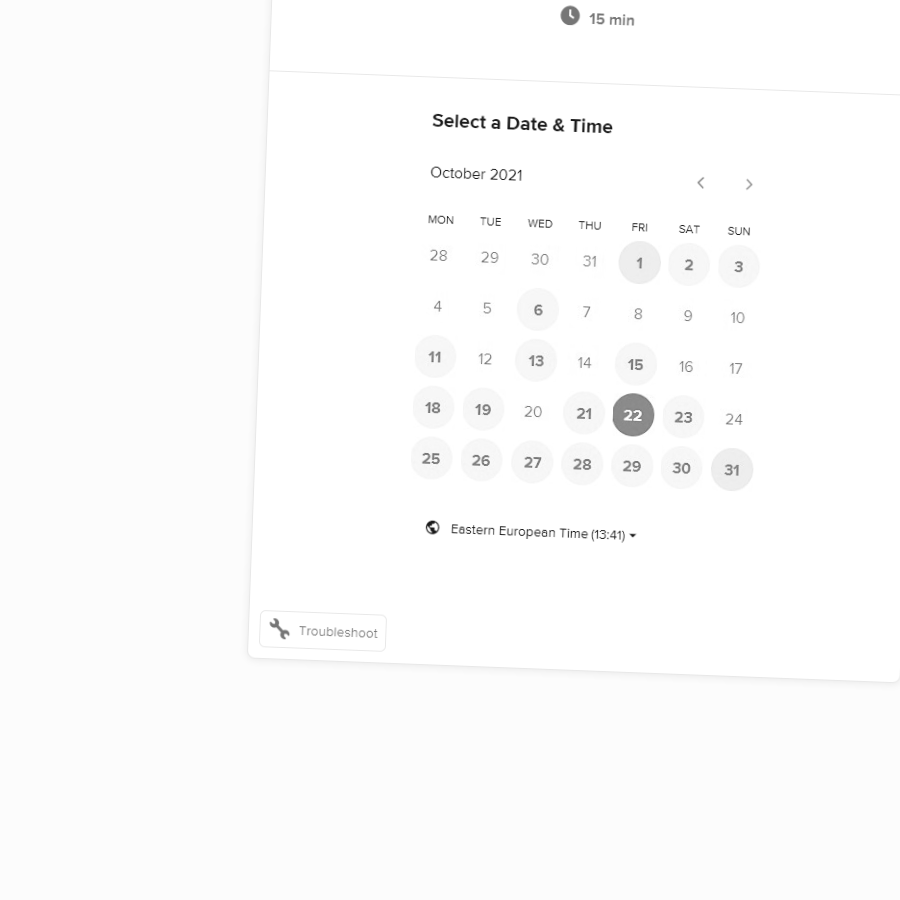 15 min
Select a Date & Time
October 2021
MON TUE WED THU FRI SAT SUN
28 29 30 31 1 2 3
4 5 6 7 8 9 10
11 12 13 14 15 16 17
18 19 20 21 22 23 24
25 26 27 28 29 30 31
Eastern European Time (13:41)
Troubleshoot